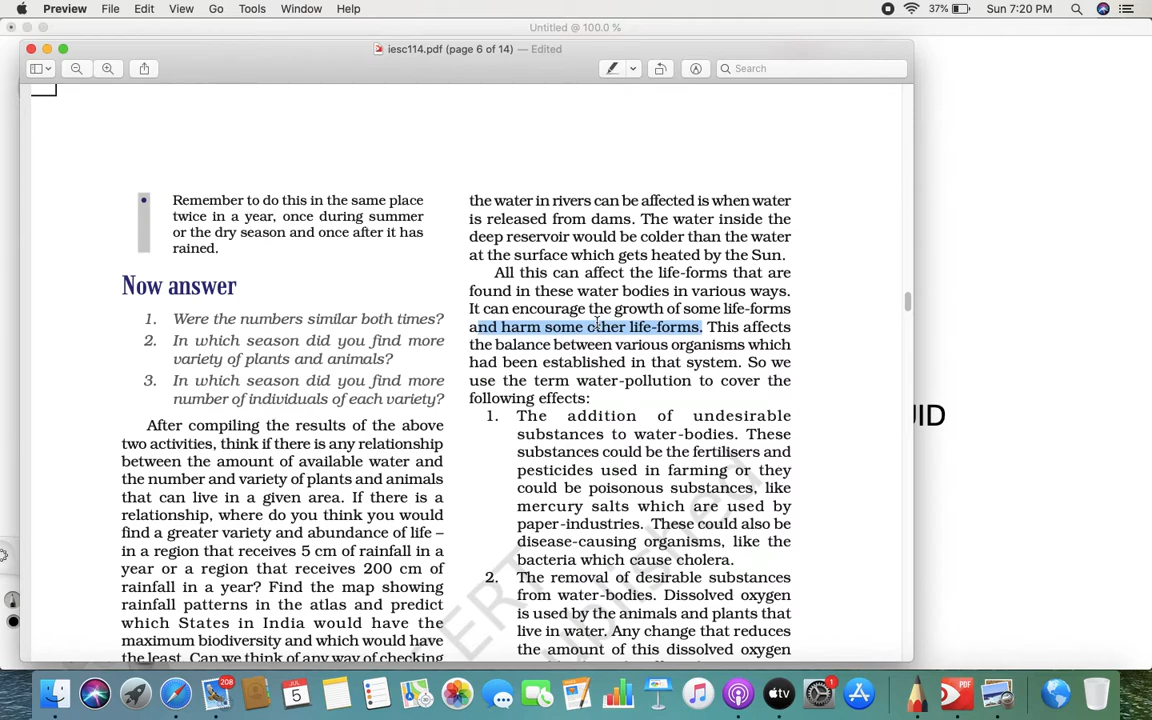 Preview File Edit View Go Tools Window Help
37% Sun 7:20 PM
Untitled @ 100.0 %
iesc114.pdf (page 6 of 14) — Edited
Search
Remember to do this in the same place
twice in a year, once during summer
or the dry season and once after it has
rained.
Now answer
1. Were the numbers similar both times?
2. In which season did you find more
variety of plants and animals?
3. In which season did you find more
number of individuals of each variety?
After compiling the results of the above
two activities, think if there is any relationship
between the amount of available water and
the number and variety of plants and animals
that can live in a given area. If there is a
relationship, where do you think you would
find a greater variety and abundance of life –
in a region that receives 5 cm of rainfall in a
year or a region that receives 200 cm of
rainfall in a year? Find the map showing
rainfall patterns in the atlas and predict
which States in India would have the
maximum biodiversity and which would have
the least. Can we think of any way of checking
the water in rivers can be affected is when water
is released from dams. The water inside the
deep reservoir would be colder than the water
at the surface which gets heated by the Sun.
All this can affect the life-forms that are
found in these water bodies in various ways.
It can encourage the growth of some life-forms
and harm some other life-forms. This affects
the balance between various organisms which
had been established in that system. So we
use the term water-pollution to cover the
following effects:
1. The addition of undesirable
substances to water-bodies. These
substances could be the fertilisers and
pesticides used in farming or they
could be poisonous substances, like
mercury salts which are used by
paper-industries. These could also be
disease-causing organisms, like the
bacteria which cause cholera.
2. The removal of desirable substances
from water-bodies. Dissolved oxygen
is used by the animals and plants that
live in water. Any change that reduces
the amount of this dissolved oxygen
UID
208
JUL
5
tv
1
PDF